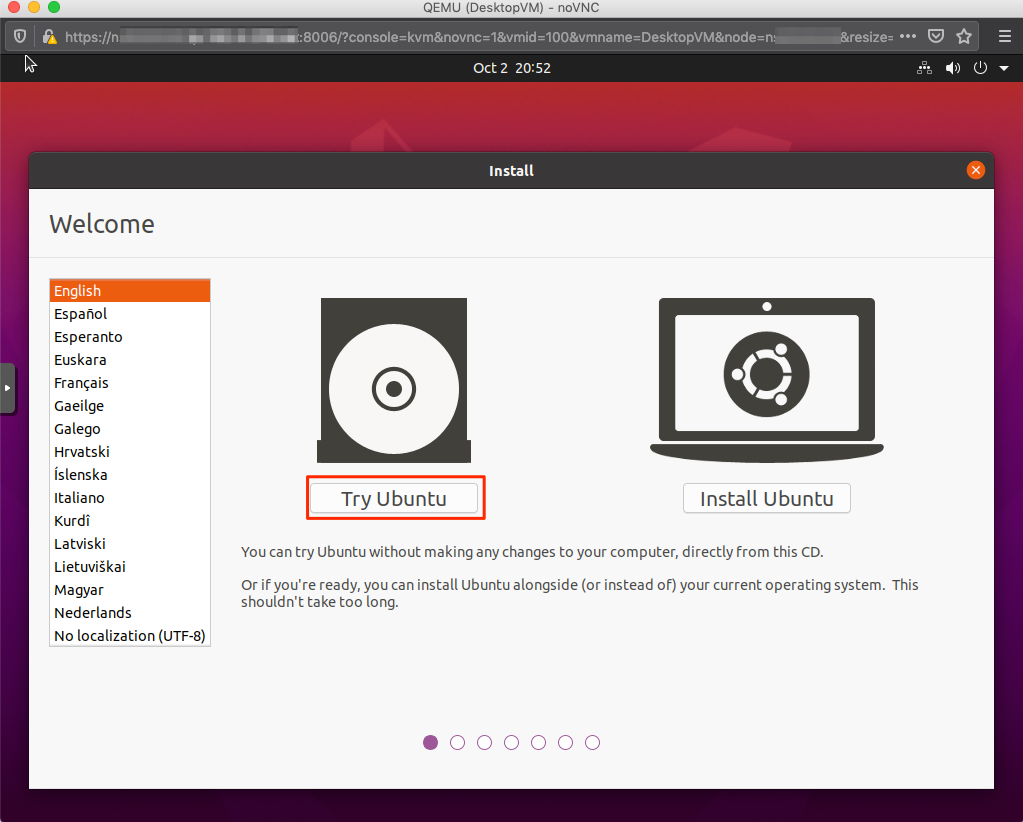 QEMU (DesktopVM) - noVNC
https://n :8006/?console=kvm&novnc=1&vmid=100&vmname=DesktopVM&node=ns &resize=
Oct 2 20:52
Install
Welcome
English
Español
Esperanto
Euskara
Français
Gaeilge
Galego
Hrvatski
Íslenska
Italiano
Kurdî
Latviski
Lietuviškai
Magyar
Nederlands
No localization (UTF-8)
Try Ubuntu
Install Ubuntu
You can try Ubuntu without making any changes to your computer, directly from this CD.
Or if you're ready, you can install Ubuntu alongside (or instead of) your current operating system. This
shouldn't take too long.